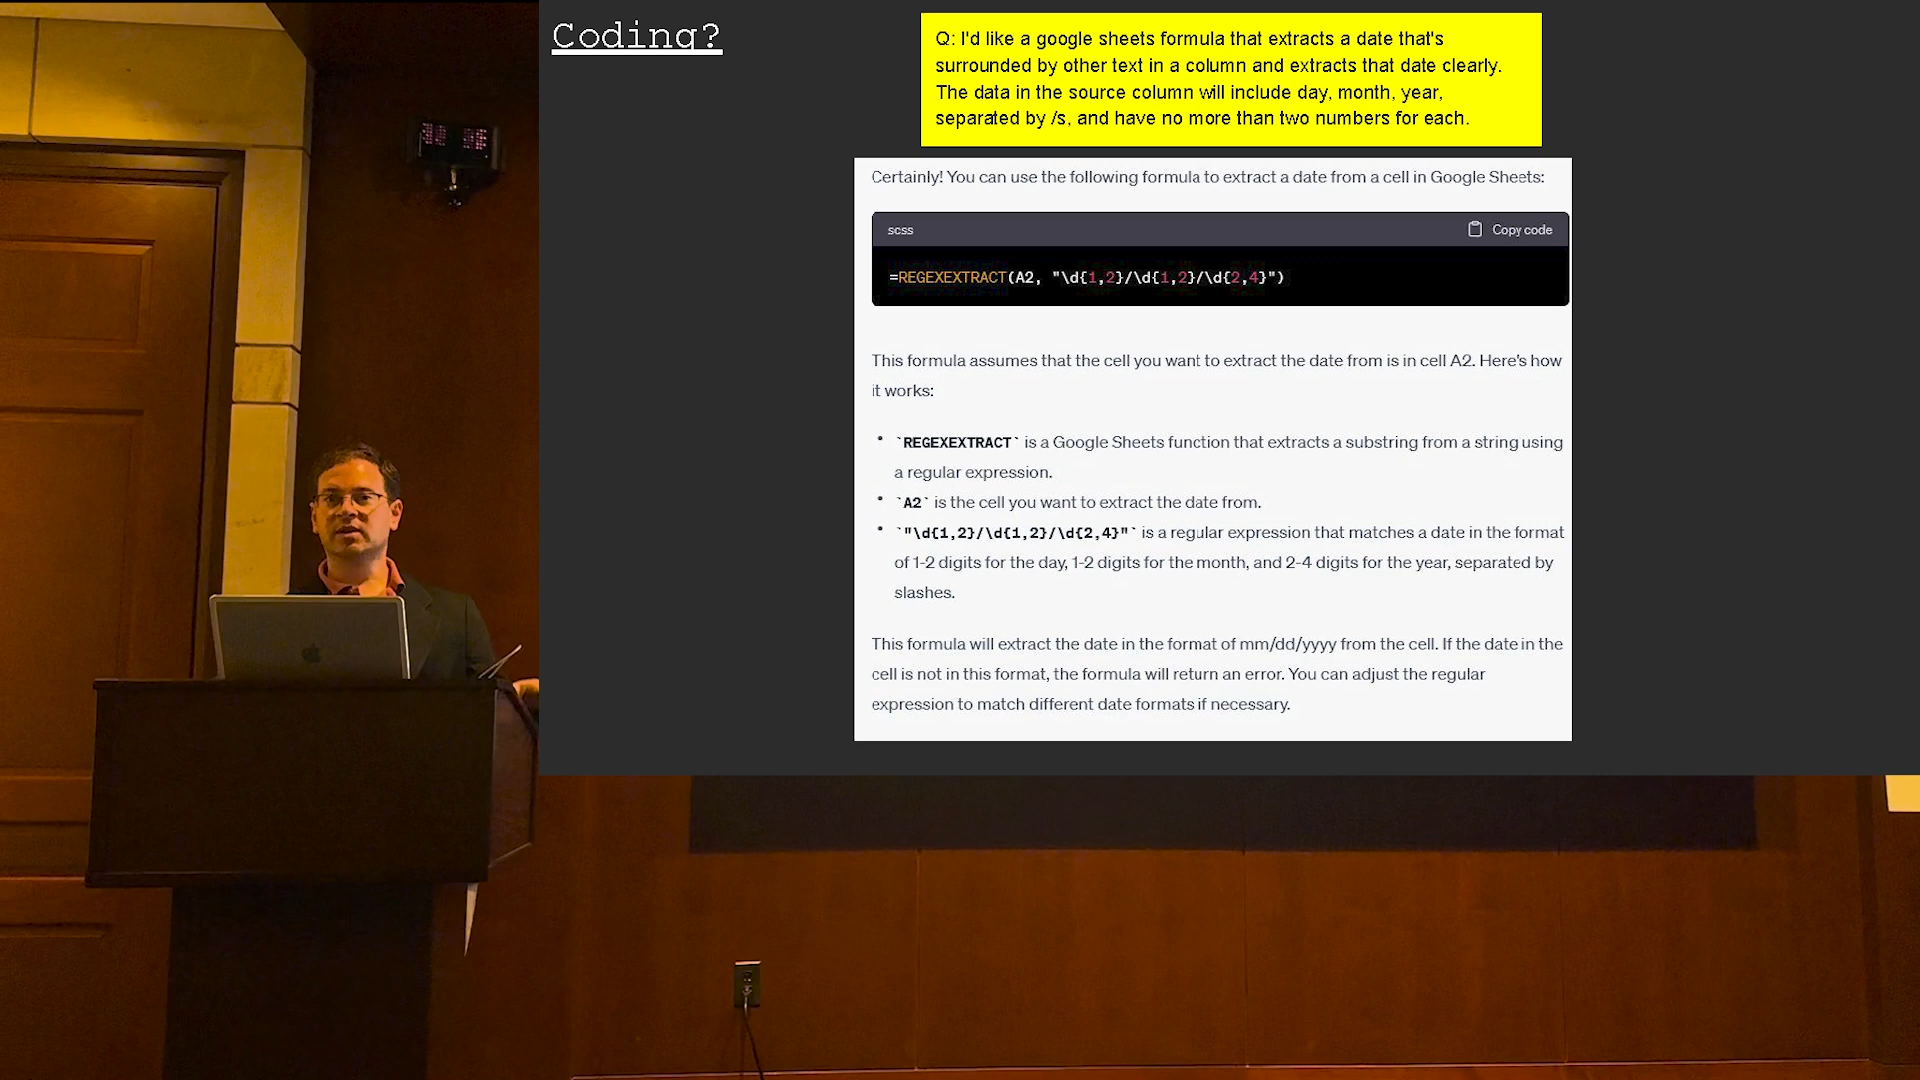 Coding?
Q: I'd like a google sheets formula that extracts a date that's
surrounded by other text in a column and extracts that date clearly.
The data in the source column will include day, month, year,
separated by /s, and have no more than two numbers for each.
Certainly! You can use the following formula to extract a date from a cell in Google Sheets:
scss
Copy code
=REGEXEXTRACT(A2, "\d{1,2}/\d{1,2}/\d{2,4}")
This formula assumes that the cell you want to extract the date from is in cell A2. Here's how
it works:
• `REGEXEXTRACT` is a Google Sheets function that extracts a substring from a string using
a regular expression.
• `A2` is the cell you want to extract the date from.
• `"\d{1,2}/\d{1,2}/\d{2,4}"` is a regular expression that matches a date in the format
of 1-2 digits for the day, 1-2 digits for the month, and 2-4 digits for the year, separated by
slashes.
This formula will extract the date in the format of mm/dd/yyyy from the cell. If the date in the
cell is not in this format, the formula will return an error. You can adjust the regular
expression to match different date formats if necessary.